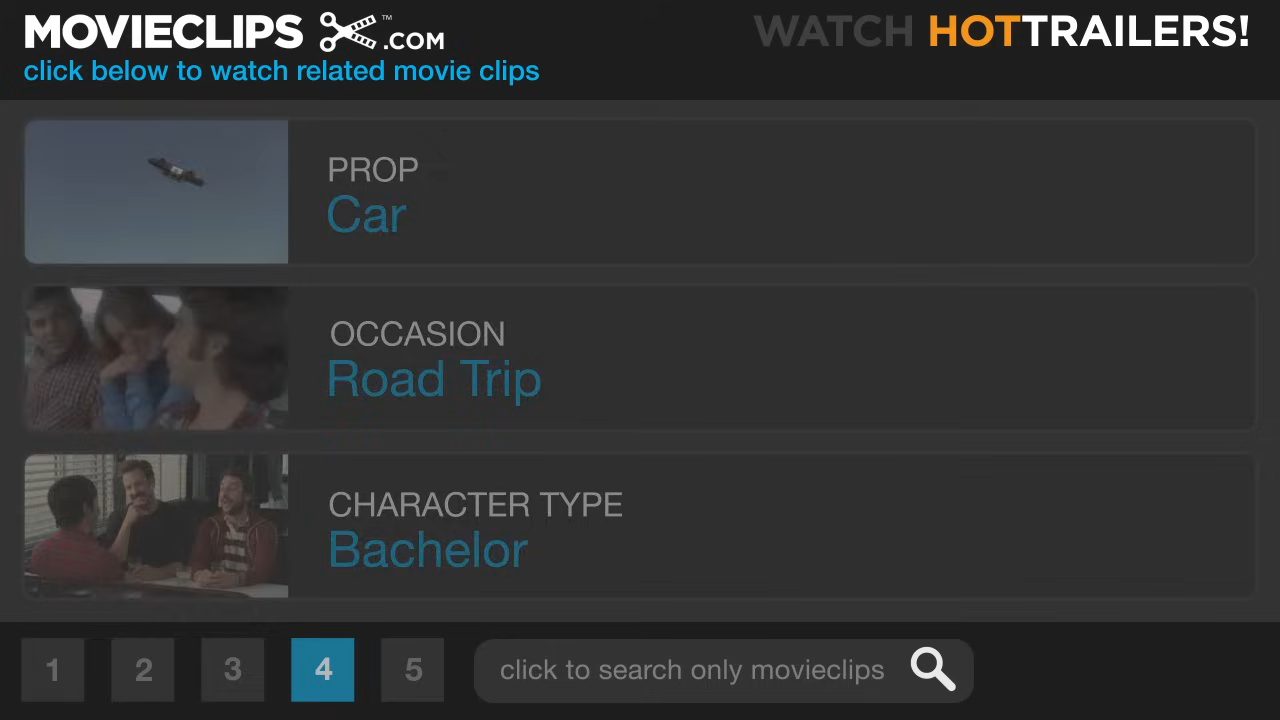 MOVIECLIPS ™ .COM
WATCH HOTTRAILERS!
click below to watch related movie clips
PROP
Car
OCCASION
Road Trip
CHARACTER TYPE
Bachelor
1 2 3 4 5 click to search only movieclips